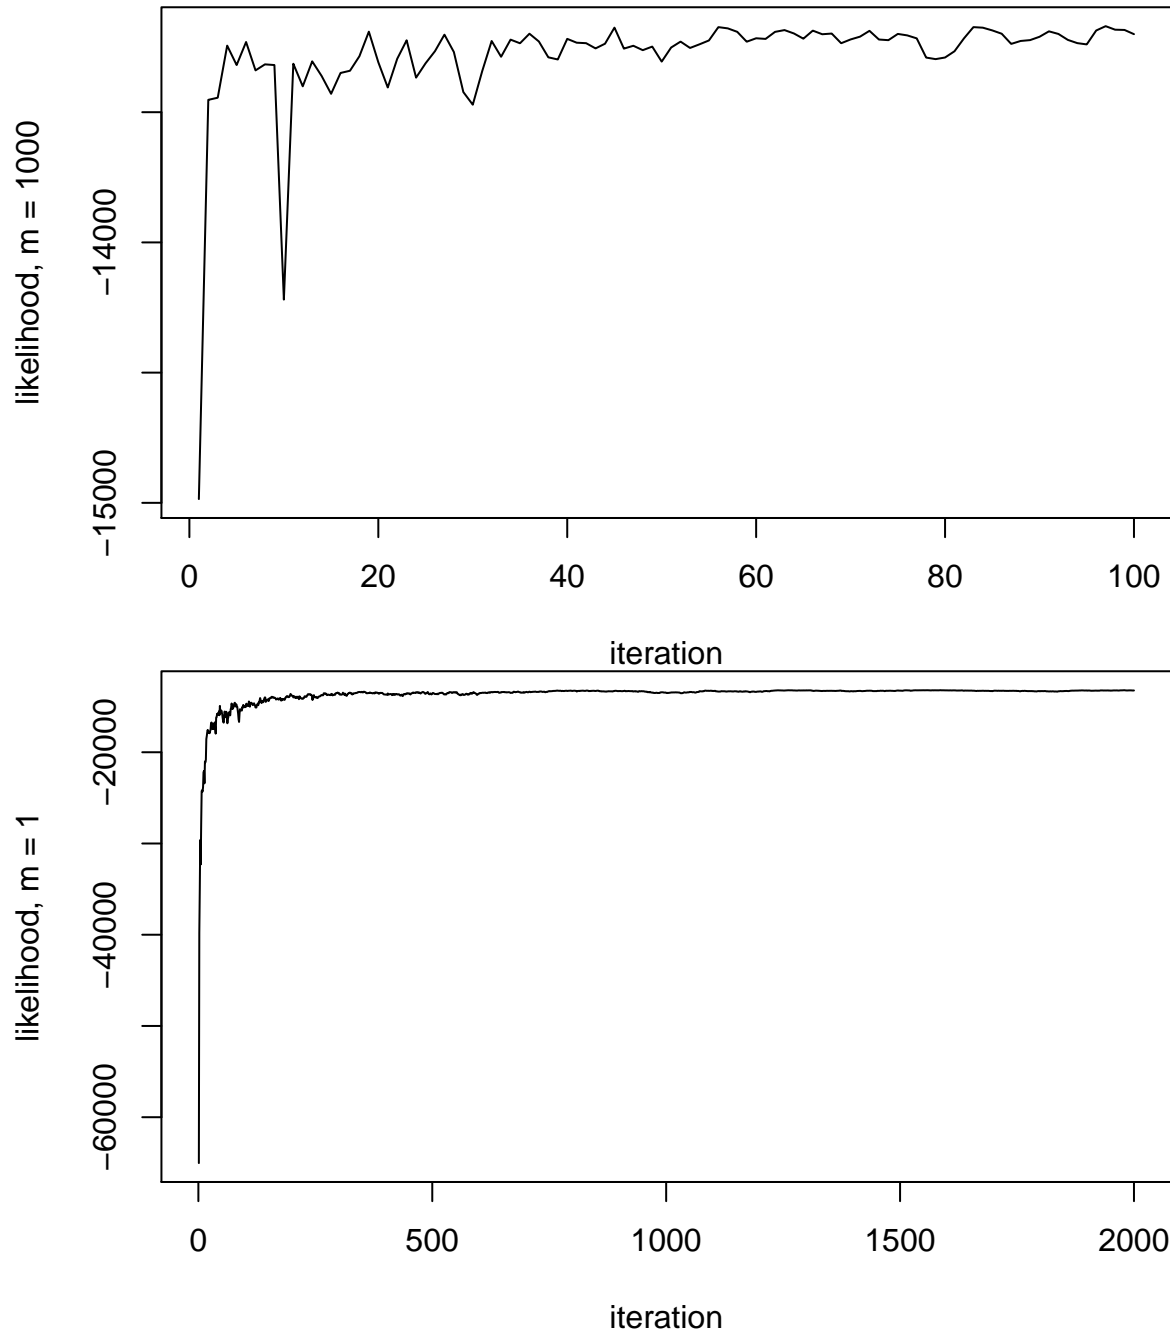 likelihood, m = 1000
−14000
−15000
0 20 40 60 80 100
iteration
likelihood, m = 1
−20000
−40000
−60000
0 500 1000 1500 2000
iteration